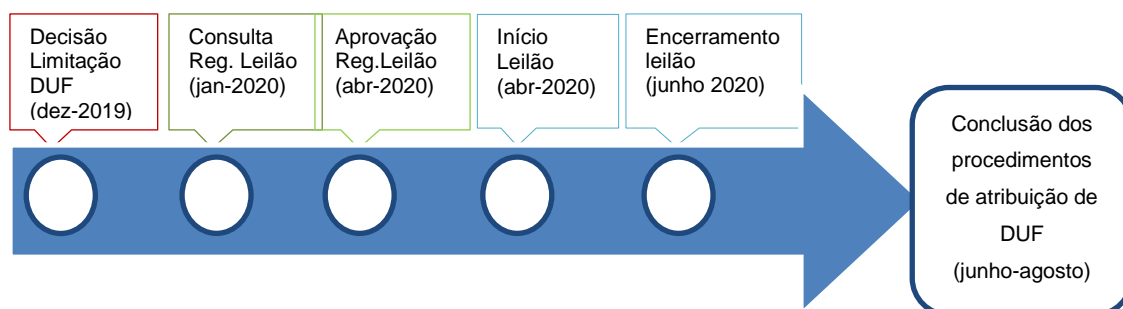 Decisão
Limitação
DUF
(dez-2019)
Consulta
Reg. Leilão
(jan-2020)
Aprovação
Reg.Leilão
(abr-2020)
Início
Leilão
(abr-2020)
Encerramento
leilão
(junho 2020)
Conclusão dos
procedimentos
de atribuição de
DUF
(junho-agosto)